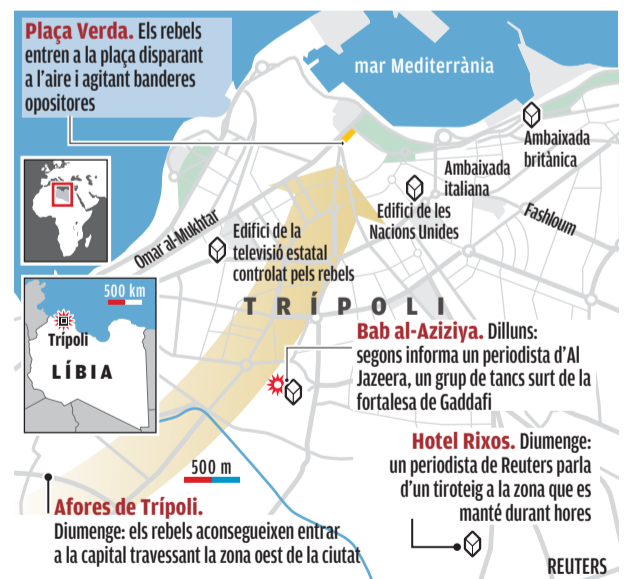 Plaça Verda. Els rebels
entren a la plaça disparant
a l'aire i agitant banderes
opositores
mar Mediterrània
Ambaixada
britànica
Ambaixada
italiana
Edifici de les
Nacions Unides
Fashloum
Omar al-Mukhtar
Edifici de la
televisió estatal
controlat pels rebels
500 km
Trípoli
LÍBIA
TRÍPOLI
Bab al-Aziziya. Dilluns:
segons informa un periodista d'Al
Jazeera, un grup de tancs surt de la
fortalesa de Gaddafi
Hotel Rixos. Diumenge:
un periodista de Reuters parla
d'un tiroteig a la zona que es
manté durant hores
500 m
Afores de Trípoli.
Diumenge: els rebels aconsegueixen entrar
a la capital travessant la zona oest de la ciutat
REUTERS